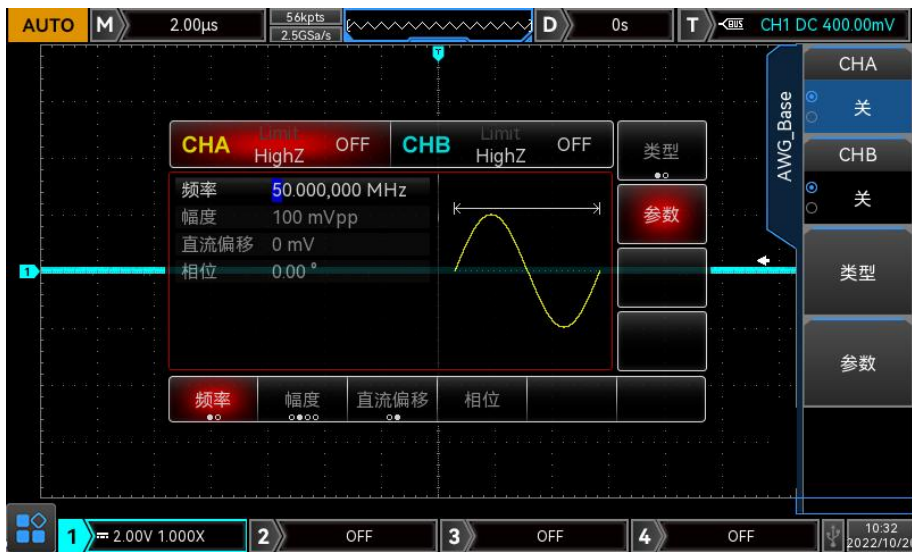 AUTO M 2.00μs 56kpts D 0s T BUS CH1 DC 400.00mV
2.5GSa/s
T
CHA
AWG_Base
关
CHA Limit HighZ OFF CHB Limit HighZ OFF 类型
CHB
频率 50.000,000 MHz
关
幅度 100 mVpp
参数
直流偏移 0 mV
相位 0.00 °
1
类型
参数
频率 幅度 直流偏移 相位
1 2.00V 1.000X 2 OFF 3 OFF 4 OFF 10:32
2022/10/2